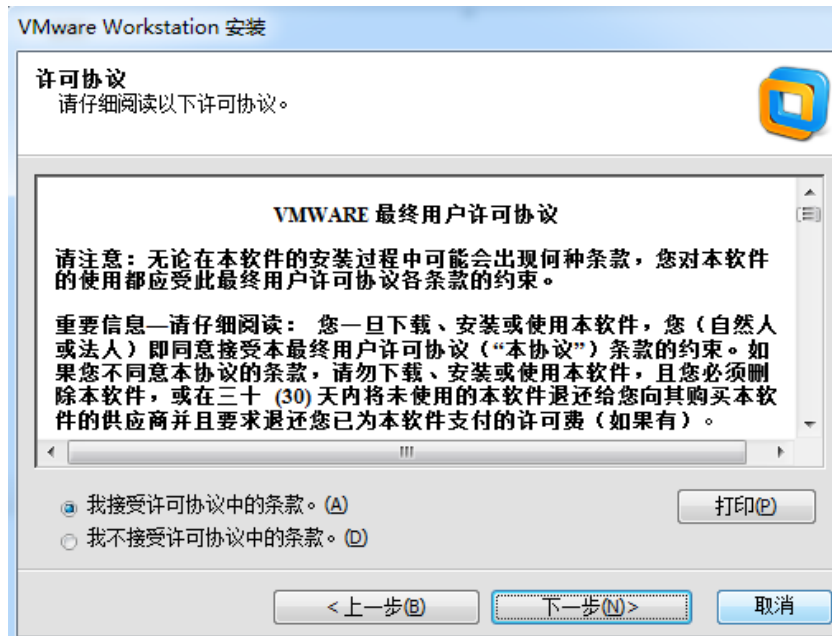 VMware Workstation 安装
许可协议
请仔细阅读以下许可协议。
VMWARE 最终用户许可协议
请注意：无论在本软件的安装过程中可能会出现何种条款，您对本软件
的使用都应受此最终用户许可协议各条款的约束。
重要信息—请仔细阅读： 您一旦下载、安装或使用本软件，您（自然人
或法人）即同意接受本最终用户许可协议（“本协议”）条款的约束。如
果您不同意本协议的条款，请勿下载、安装或使用本软件，且您必须删
除本软件，或在三十 (30) 天内将未使用的本软件退还给您向其购买本软
件的供应商并且要求退还您已为本软件支付的许可费（如果有）。
我接受许可协议中的条款。(A)
打印(P)
我不接受许可协议中的条款。(D)
<上一步(B)
下一步(N)>
取消